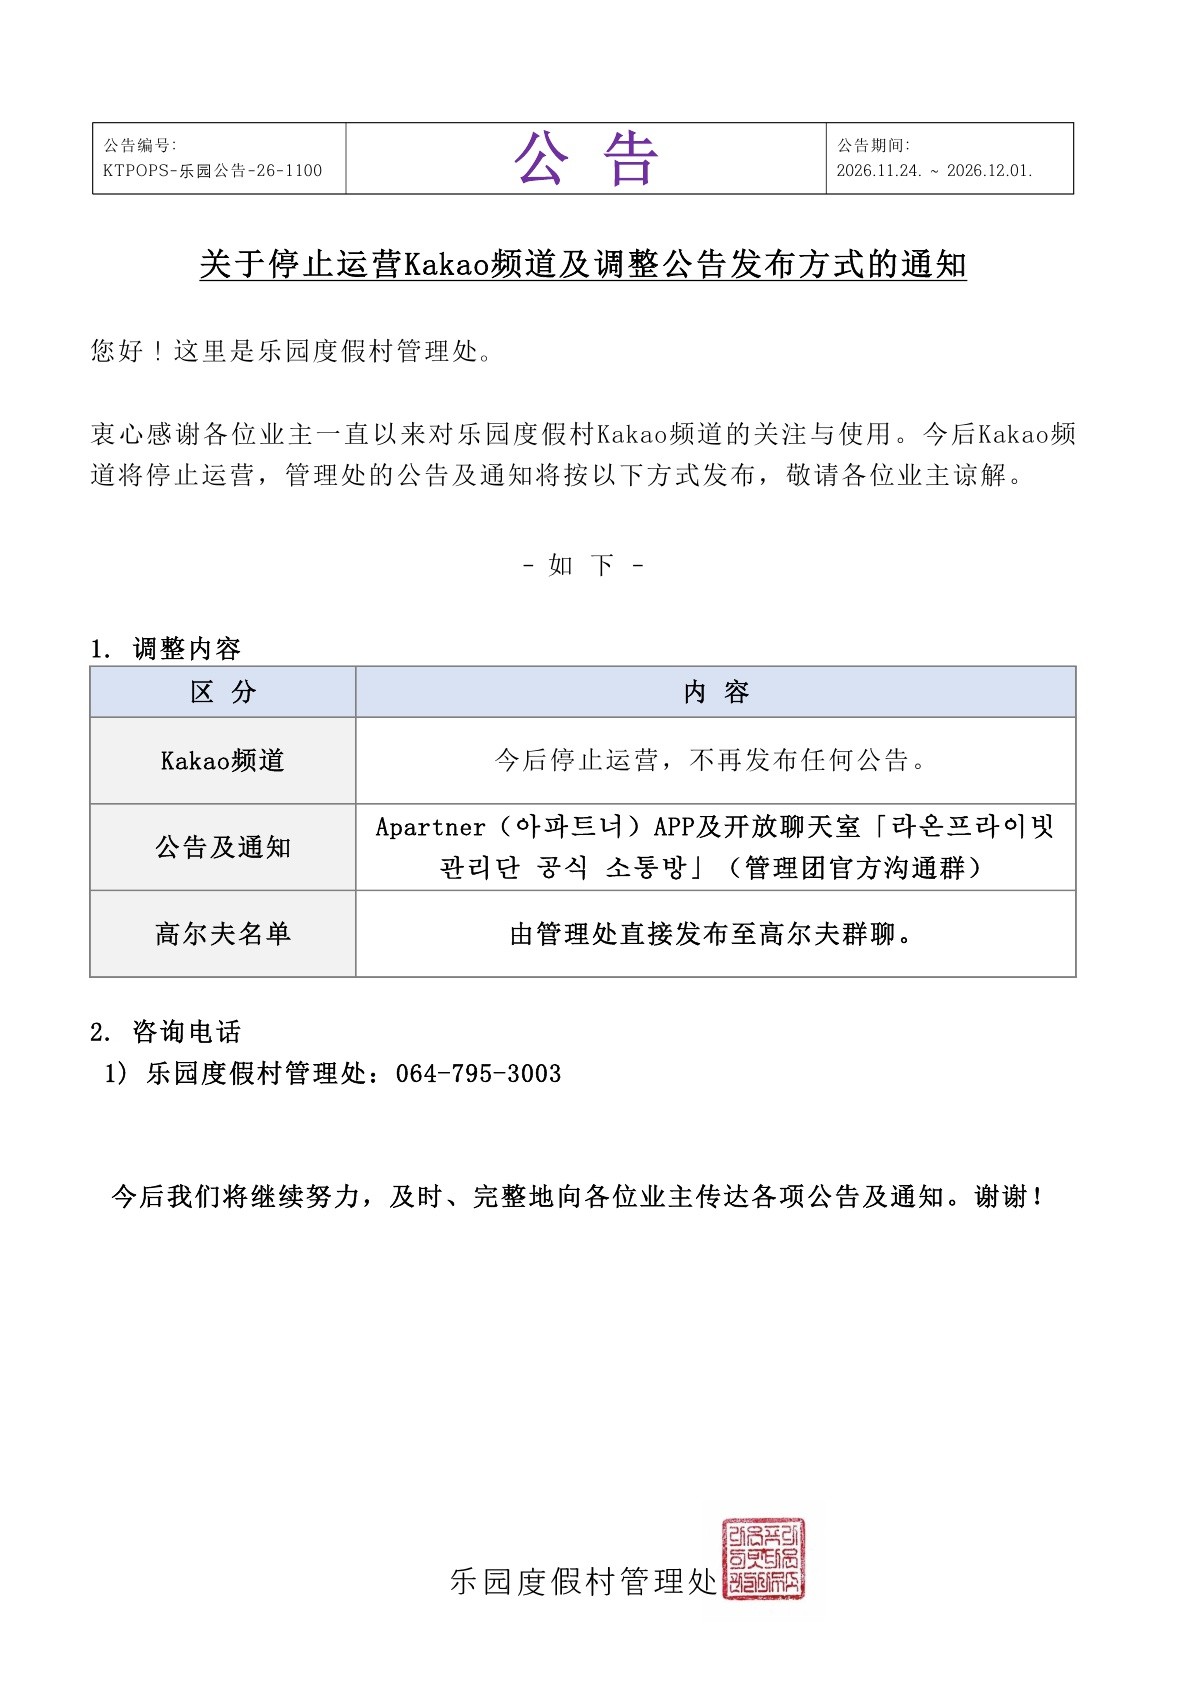 公告编号:
KTPOPS-乐园公告-26-1100
公 告
公告期间:
2026.11.24. ~ 2026.12.01.
关于停止运营Kakao频道及调整公告发布方式的通知
您好！这里是乐园度假村管理处。
衷心感谢各位业主一直以来对乐园度假村Kakao频道的关注与使用。今后Kakao频
道将停止运营，管理处的公告及通知将按以下方式发布，敬请各位业主谅解。
- 如 下 -
1. 调整内容
区 分
内 容
Kakao频道
今后停止运营，不再发布任何公告。
公告及通知
Apartner（아파트너）APP及开放聊天室「라온프라이빗
관리단 공식 소통방」（管理团官方沟通群）
高尔夫名单
由管理处直接发布至高尔夫群聊。
2. 咨询电话
1) 乐园度假村管理处：064-795-3003
今后我们将继续努力，及时、完整地向各位业主传达各项公告及通知。谢谢！
乐园度假村管理处